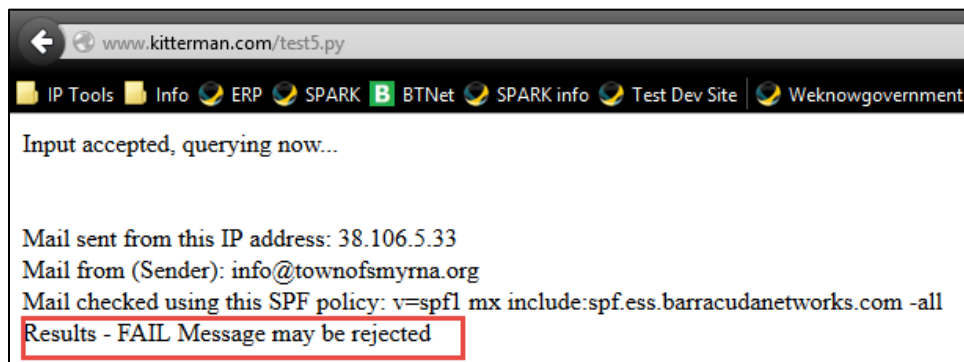 www.kitterman.com/test5.py
IP Tools Info ERP SPARK B BTNet SPARK info Test Dev Site Weknowgovernment
Input accepted, querying now...
Mail sent from this IP address: 38.106.5.33
Mail from (Sender): info@townofsmyrna.org
Mail checked using this SPF policy: v=spf1 mx include:spf.ess.barracudanetworks.com -all
Results - FAIL Message may be rejected